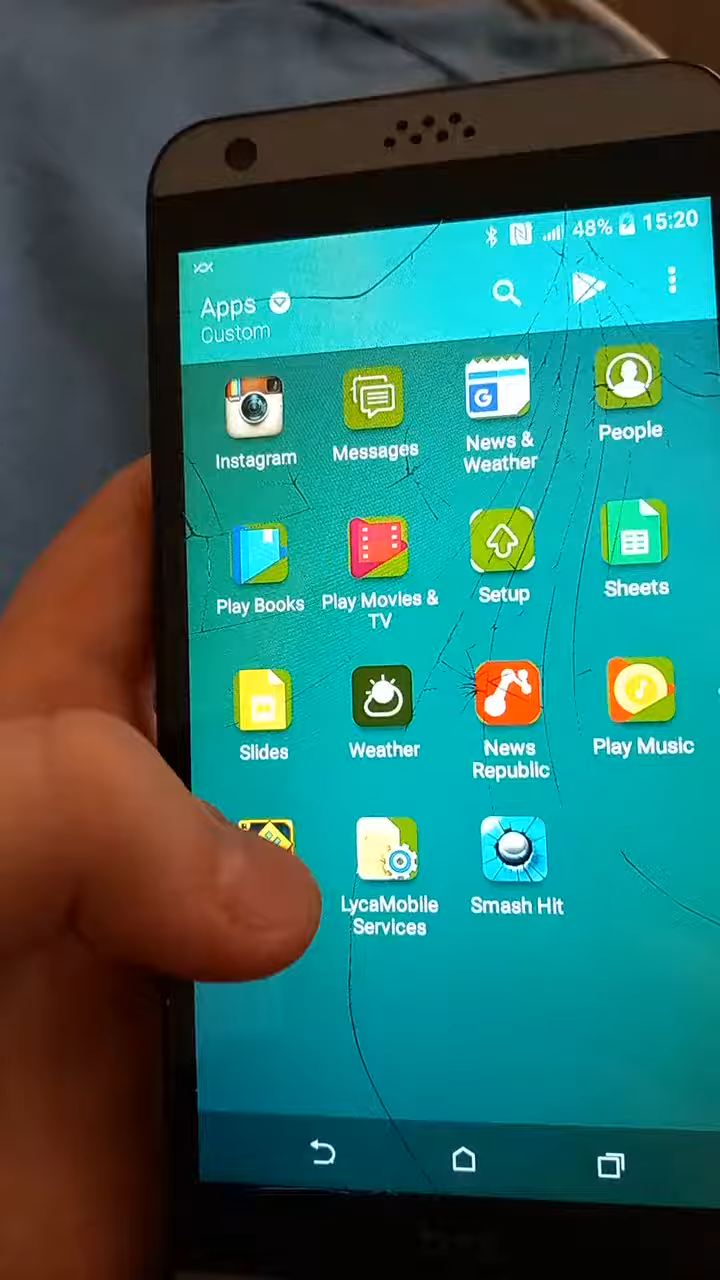 48% 15:20
Apps
Custom
Instagram
Messages
News &
Weather
People
Play Books
Play Movies &
TV
Setup
Sheets
Slides
Weather
News
Republic
Play Music
LycaMobile
Services
Smash Hit